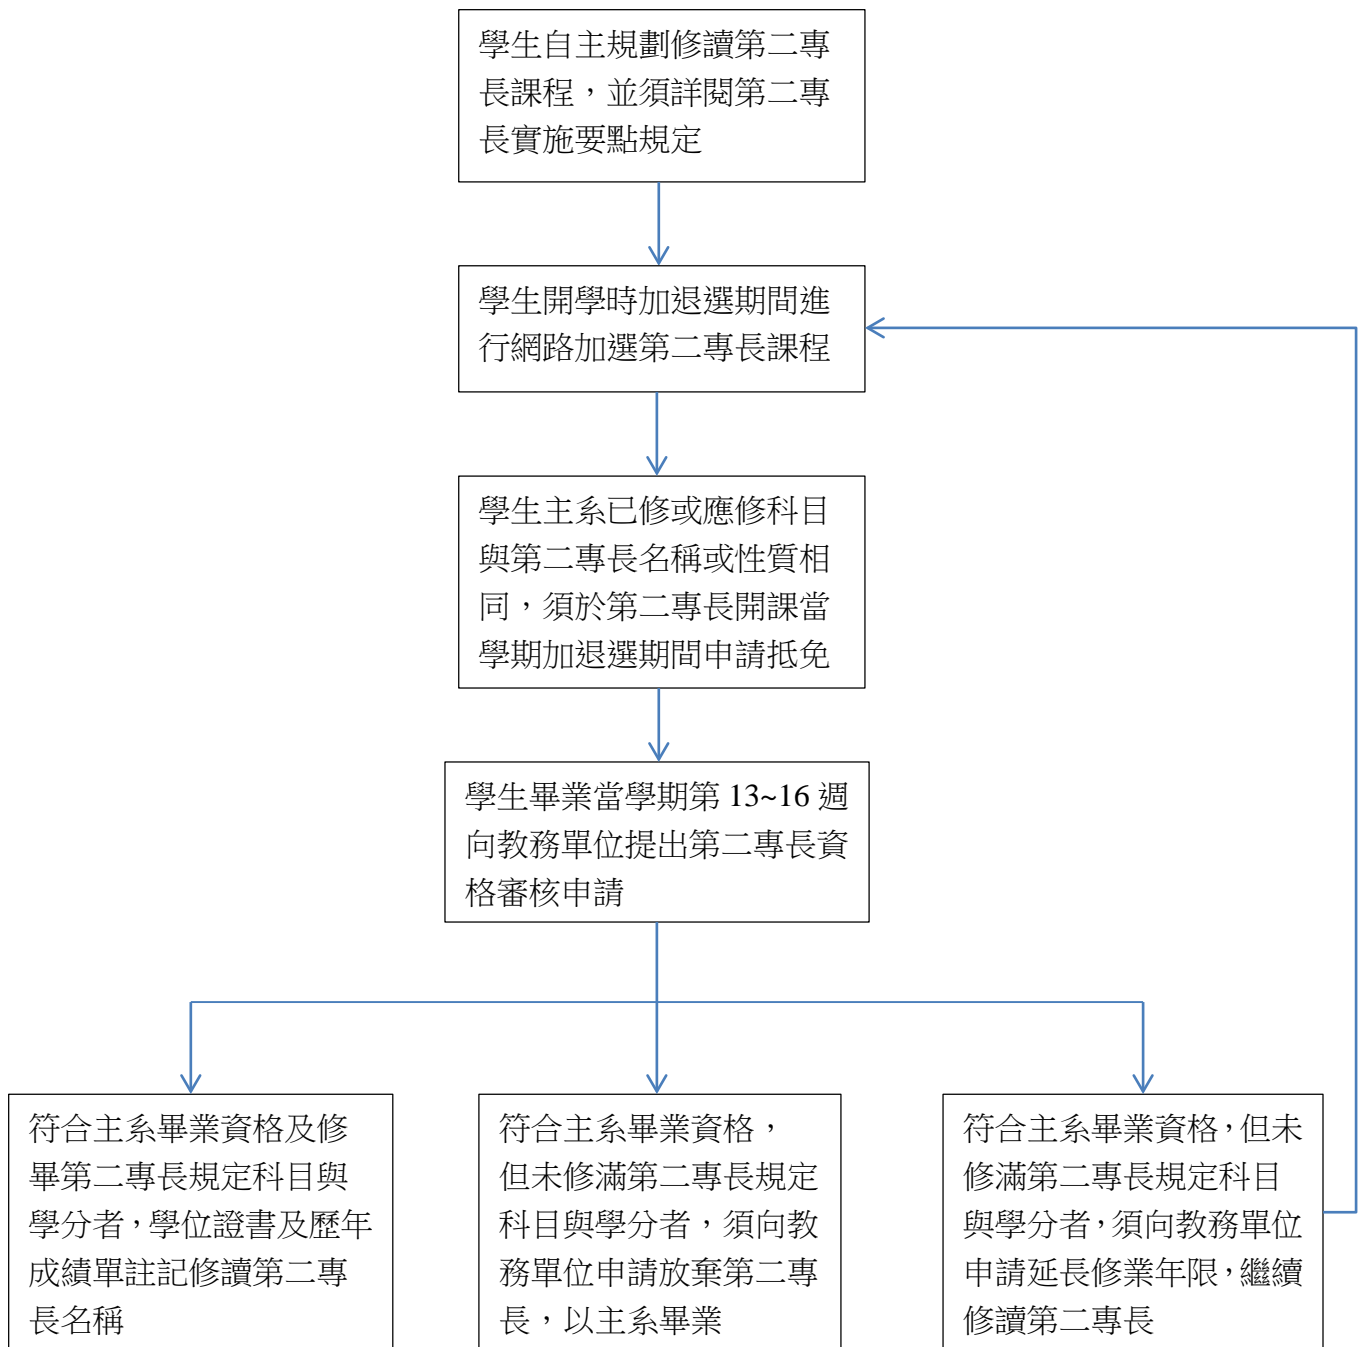 學生自主規劃修讀第二專
長課程，並須詳閱第二專
長實施要點規定
學生開學時加退選期間進
行網路加選第二專長課程
學生主系已修或應修科目
與第二專長名稱或性質相
同，須於第二專長開課當
學期加退選期間申請抵免
學生畢業當學期第 13~16 週
向教務單位提出第二專長資
格審核申請
符合主系畢業資格及修
畢第二專長規定科目與
學分者，學位證書及歷年
成績單註記修讀第二專
長名稱
符合主系畢業資格，
但未修滿第二專長規定
科目與學分者，須向教
務單位申請放棄第二專
長，以主系畢業
符合主系畢業資格，但未
修滿第二專長規定科目
與學分者，須向教務單位
申請延長修業年限，繼續
修讀第二專長